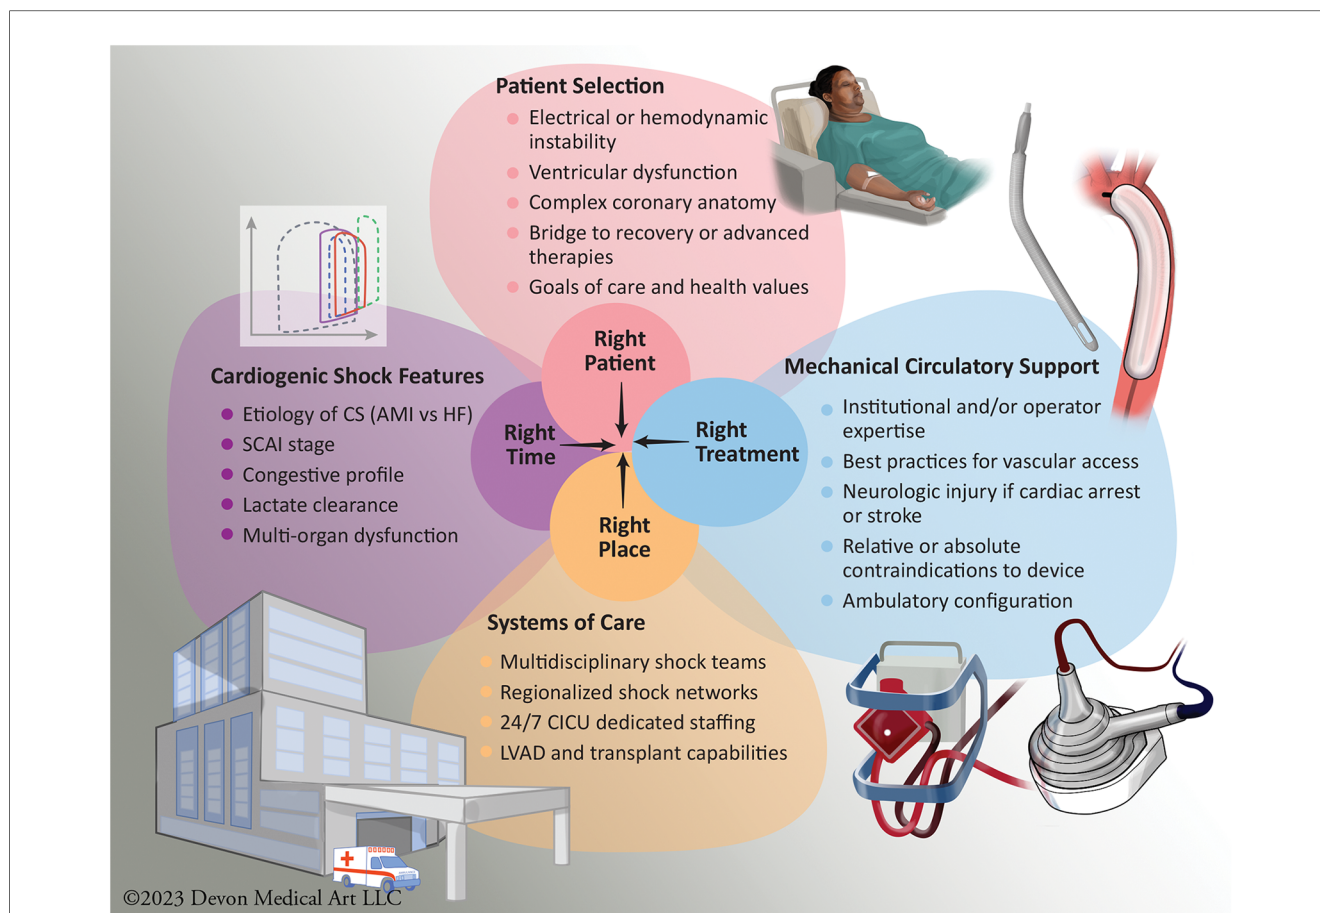 Patient Selection
Electrical or hemodynamic
instability
Ventricular dysfunction
Complex coronary anatomy
Bridge to recovery or advanced
therapies
Goals of care and health values
Right
Patient
Cardiogenic Shock Features
Etiology of CS (AMI vs HF)
SCAI stage
Congestive profile
Lactate clearance
Multi-organ dysfunction
Right
Time
Right
Treatment
Mechanical Circulatory Support
Institutional and/or operator
expertise
Best practices for vascular access
Neurologic injury if cardiac arrest
or stroke
Relative or absolute
contraindications to device
Ambulatory configuration
Right
Place
Systems of Care
Multidisciplinary shock teams
Regionalized shock networks
24/7 CICU dedicated staffing
LVAD and transplant capabilities
©2023 Devon Medical Art LLC